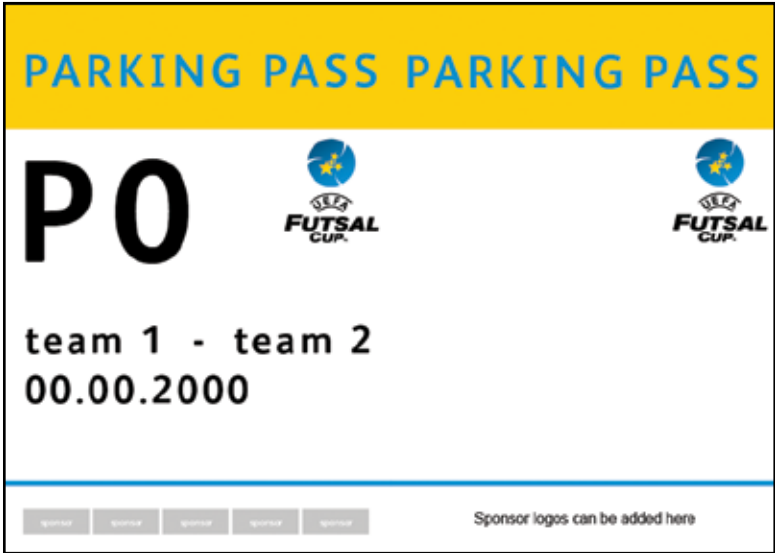 PARKING PASS PARKING PASS
P0
UEFA
FUTSAL
CUP
UEFA
FUTSAL
CUP
team 1 - team 2
00.00.2000
sponsor sponsor sponsor sponsor sponsor
Sponsor logos can be added here